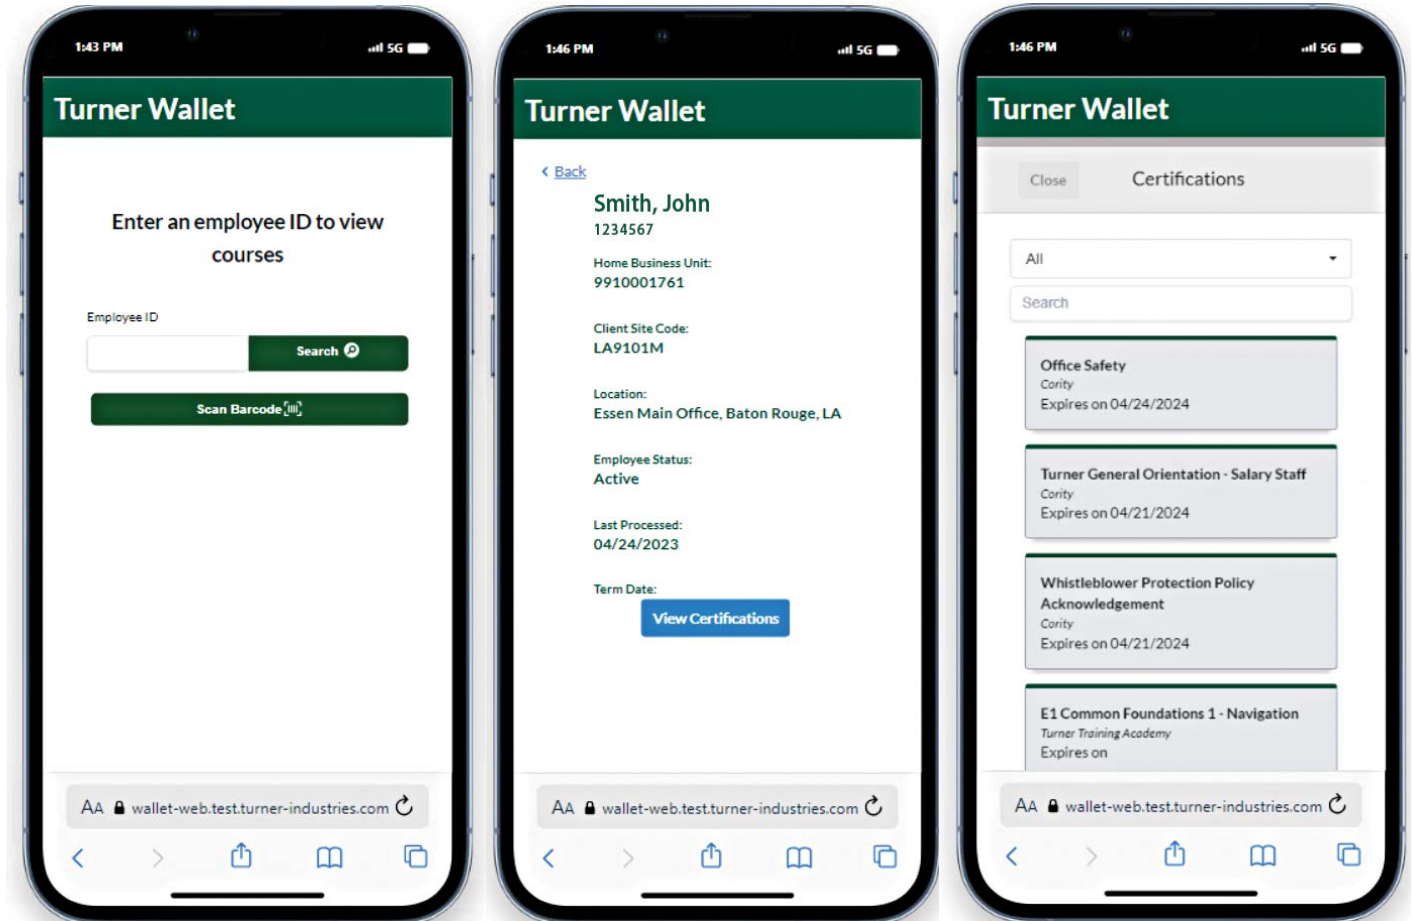 1:43 PM
5G
Turner Wallet
Enter an employee ID to view
courses
Employee ID
Search
Scan Barcode
AA wallet-web.test.turner-industries.com
1:46 PM
5G
Turner Wallet
Back
Smith, John
1234567
Home Business Unit:
9910001761
Client Site Code:
LA9101M
Location:
Essen Main Office, Baton Rouge, LA
Employee Status:
Active
Last Processed:
04/24/2023
Term Date:
View Certifications
AA wallet-web.test.turner-industries.com
1:46 PM
5G
Turner Wallet
Close Certifications
All
Search
Office Safety
Cority
Expires on 04/24/2024
Turner General Orientation - Salary Staff
Cority
Expires on 04/21/2024
Whistleblower Protection Policy
Acknowledgement
Cority
Expires on 04/21/2024
E1 Common Foundations 1 - Navigation
Turner Training Academy
Expires on
AA wallet-web.test.turner-industries.com